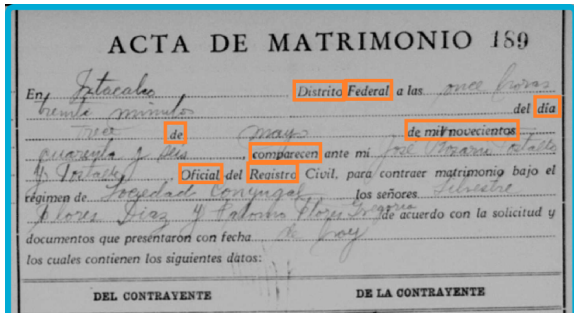 ACTA DE MATRIMONIO 189
En Iztacalco Distrito Federal a las once horas
treinta minutos del día
Tres de mayo de mil novecientos
cuarenta y seis, comparecen ante mí José Rosario
y Oficial del Registro Civil, para contraer matrimonio bajo el
régimen de Sociedad Conyugal los señores Silvestre
Flores Díaz y Paloma Flores Gregoria de acuerdo con la solicitud y
documentos que presentaron con fecha de hoy
los cuales contienen los siguientes datos:
DEL CONTRAYENTE DE LA CONTRAYENTE